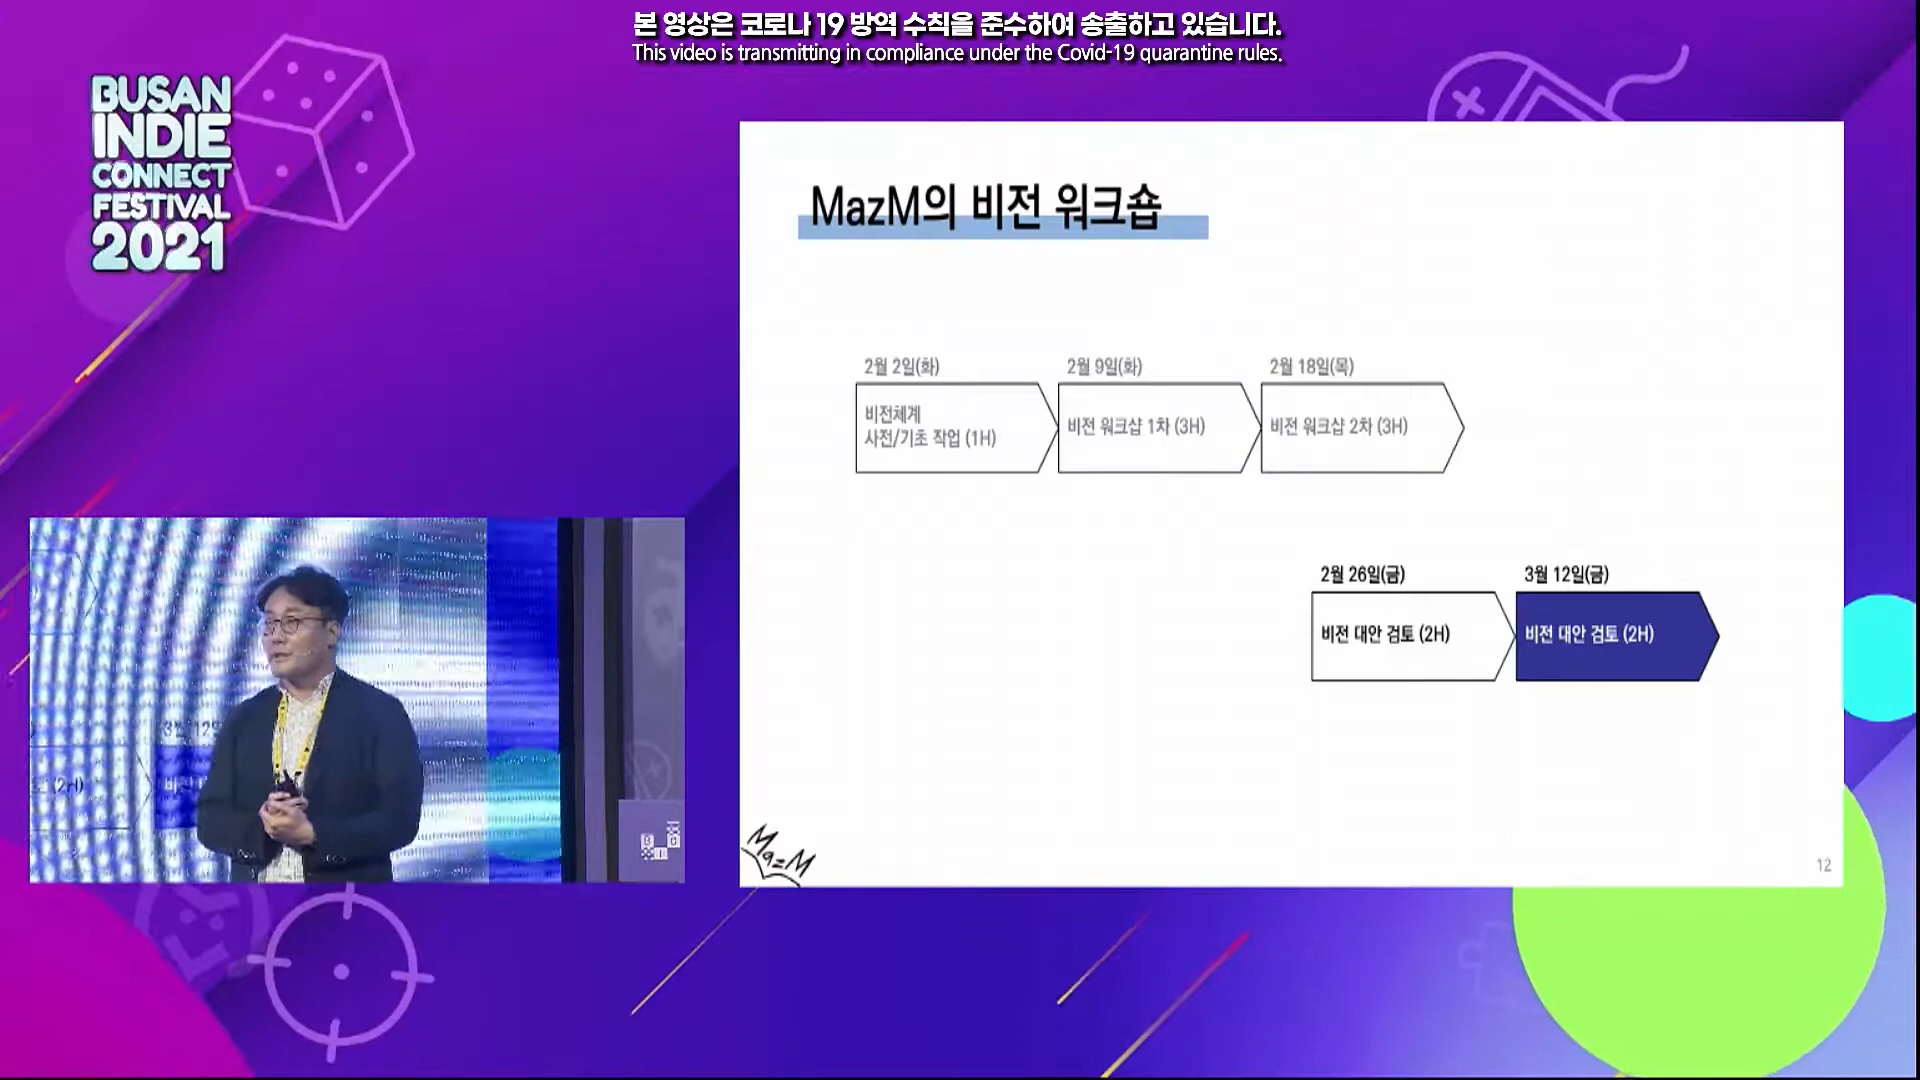 본 영상은 코로나 19 방역 수칙을 준수하여 송출하고 있습니다.
This video is transmitting in compliance under the Covid-19 quarantine rules.
BUSAN
INDIE
CONNECT
FESTIVAL
2021
MazM의 비전 워크숍
2월 2일(화)
비전체계
사전/기초 작업 (1H)
2월 9일(화)
비전 워크샵 1차 (3H)
2월 18일(목)
비전 워크샵 2차 (3H)
2월 26일(금)
비전 대안 검토 (2H)
3월 12일(금)
비전 대안 검토 (2H)
MazM
12
3월 12일
(2H)